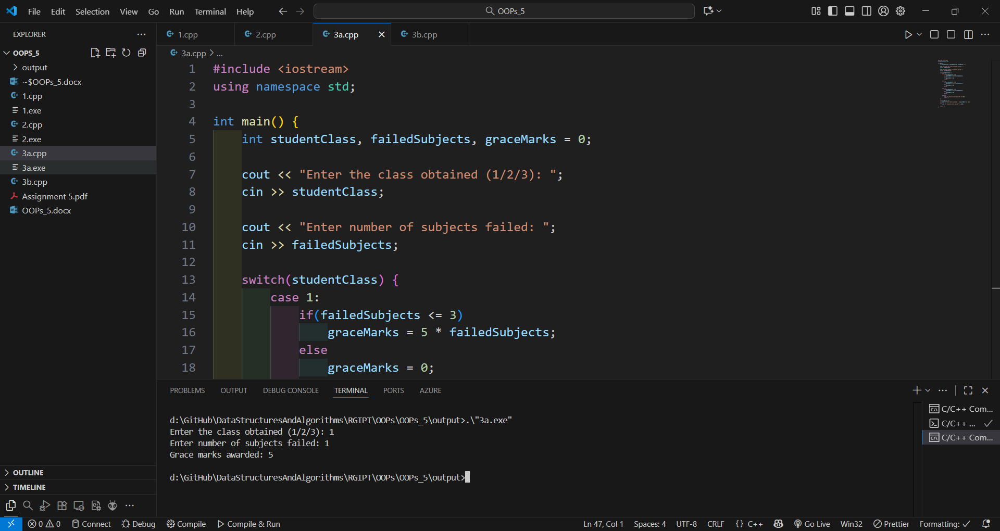 File Edit Selection View Go Run Terminal Help
OOPs_5
EXPLORER
OOPS_5
output
~$OOPs_5.docx
1.cpp
1.exe
2.cpp
2.exe
3a.cpp
3a.exe
3b.cpp
Assignment 5.pdf
OOPs_5.docx
OUTLINE
TIMELINE
1.cpp 2.cpp 3a.cpp 3b.cpp
3a.cpp > ...
1 #include <iostream>
2 using namespace std;
3
4 int main() {
5 int studentClass, failedSubjects, graceMarks = 0;
6
7 cout << "Enter the class obtained (1/2/3): ";
8 cin >> studentClass;
9
10 cout << "Enter number of subjects failed: ";
11 cin >> failedSubjects;
12
13 switch(studentClass) {
14 case 1:
15 if(failedSubjects <= 3)
16 graceMarks = 5 * failedSubjects;
17 else
18 graceMarks = 0;
PROBLEMS OUTPUT DEBUG CONSOLE TERMINAL PORTS AZURE
d:\GitHub\DataStructuresAndAlgorithms\RGIPT\OOPs\OOPs_5\output>.\"3a.exe"
Enter the class obtained (1/2/3): 1
Enter number of subjects failed: 1
Grace marks awarded: 5
d:\GitHub\DataStructuresAndAlgorithms\RGIPT\OOPs\OOPs_5\output>
C/C++ Com...
C/C++ ...
C/C++ Com...
0 0 Connect Debug Compile Compile & Run Ln 47, Col 1 Spaces: 4 UTF-8 CRLF {} C++ Go Live Win32 Prettier Formatting: